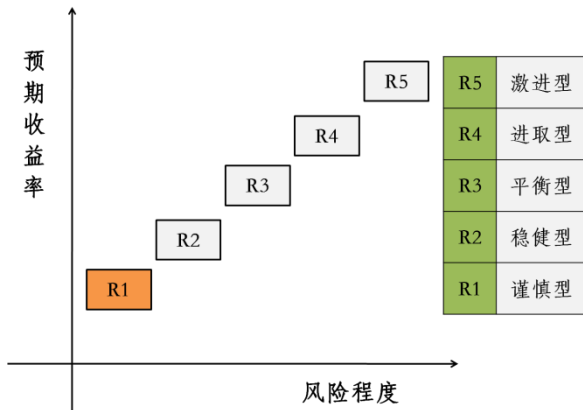 预期收益率
R5
R4
R3
R2
R1
风险程度
R5 激进型
R4 进取型
R3 平衡型
R2 稳健型
R1 谨慎型